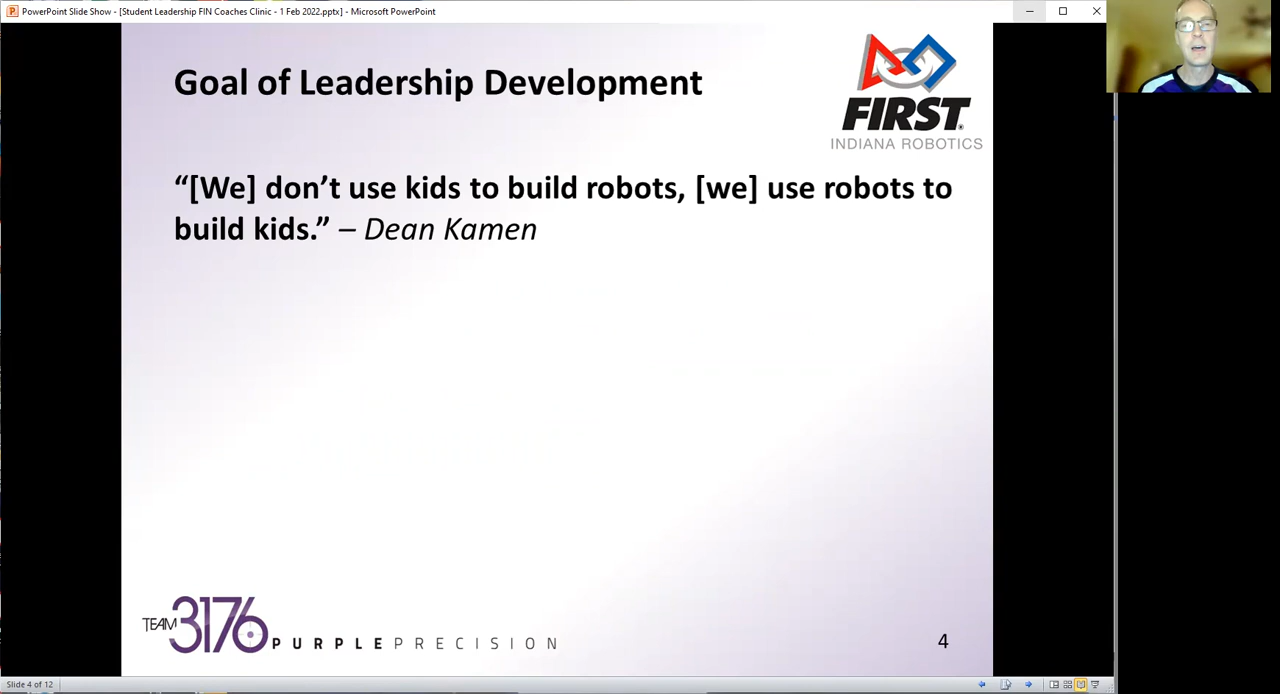 PowerPoint Slide Show - [Student Leadership FIN Coaches Clinic - 1 Feb 2022.pptx] - Microsoft PowerPoint
Goal of Leadership Development
FIRST®
INDIANA ROBOTICS
“[We] don’t use kids to build robots, [we] use robots to
build kids.” – Dean Kamen
TEAM 3176 PURPLEPRECISION
4
Slide 4 of 12